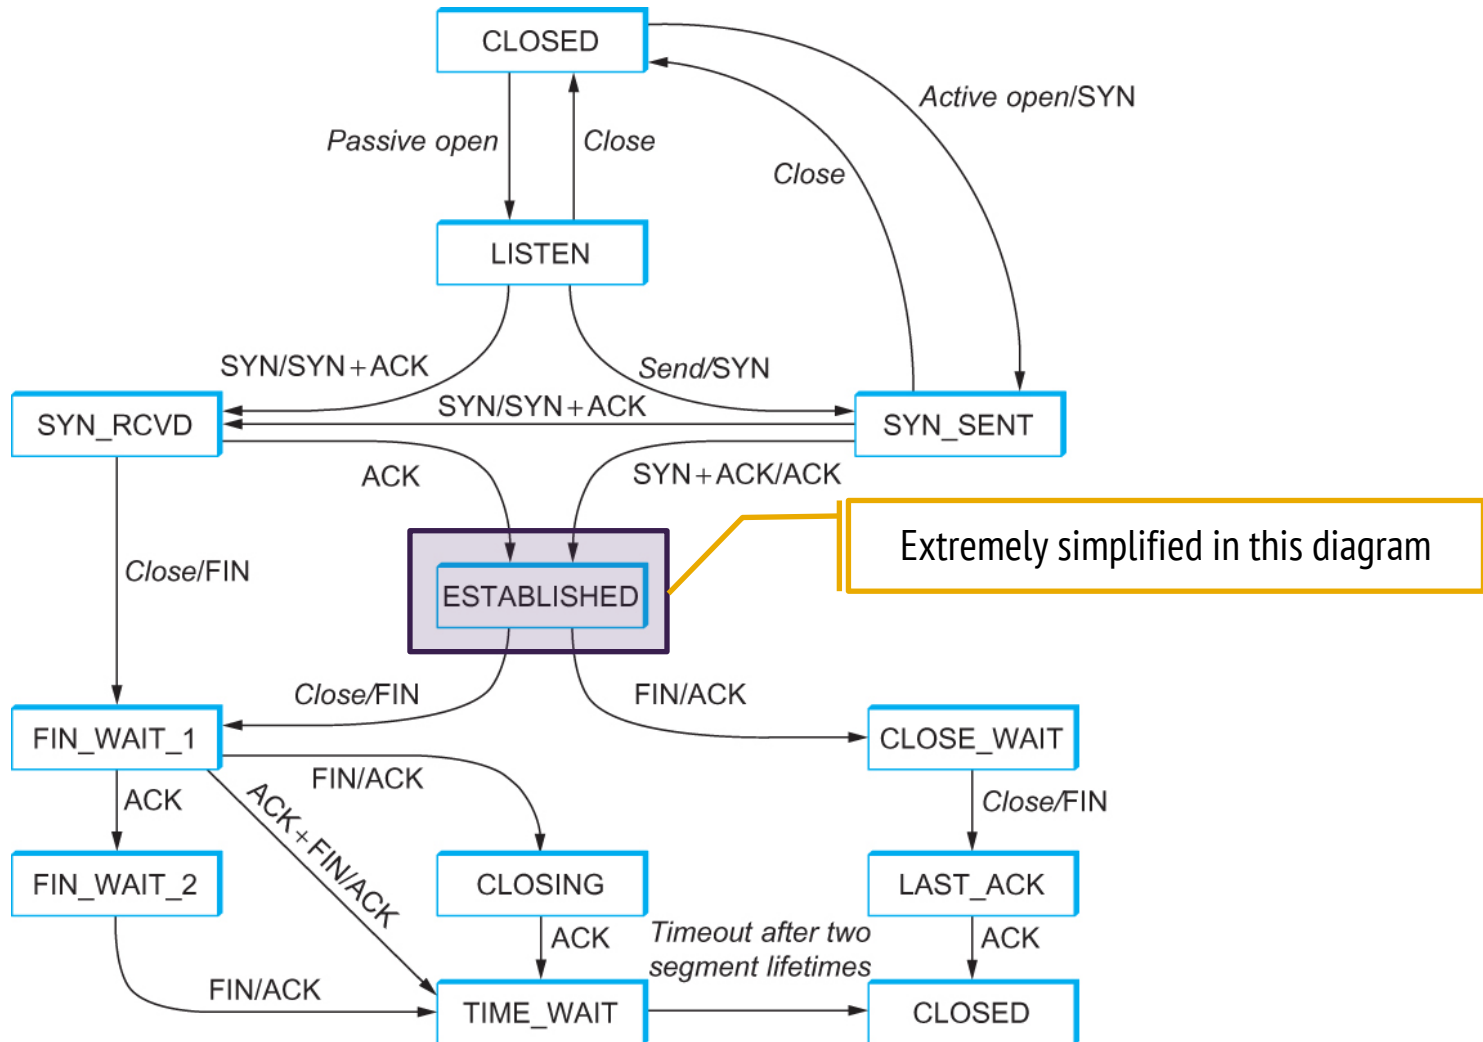 CLOSED
Active open/SYN
Passive open
Close
Close
LISTEN
SYN/SYN+ACK
Send/SYN
SYN/SYN+ACK
SYN_RCVD
SYN_SENT
ACK
SYN+ACK/ACK
Extremely simplified in this diagram
Close/FIN
ESTABLISHED
Close/FIN
FIN/ACK
FIN_WAIT_1
CLOSE_WAIT
FIN/ACK
ACK
ACK+FIN/ACK
Close/FIN
FIN_WAIT_2
CLOSING
LAST_ACK
ACK
Timeout after two
segment lifetimes
ACK
FIN/ACK
TIME_WAIT
CLOSED